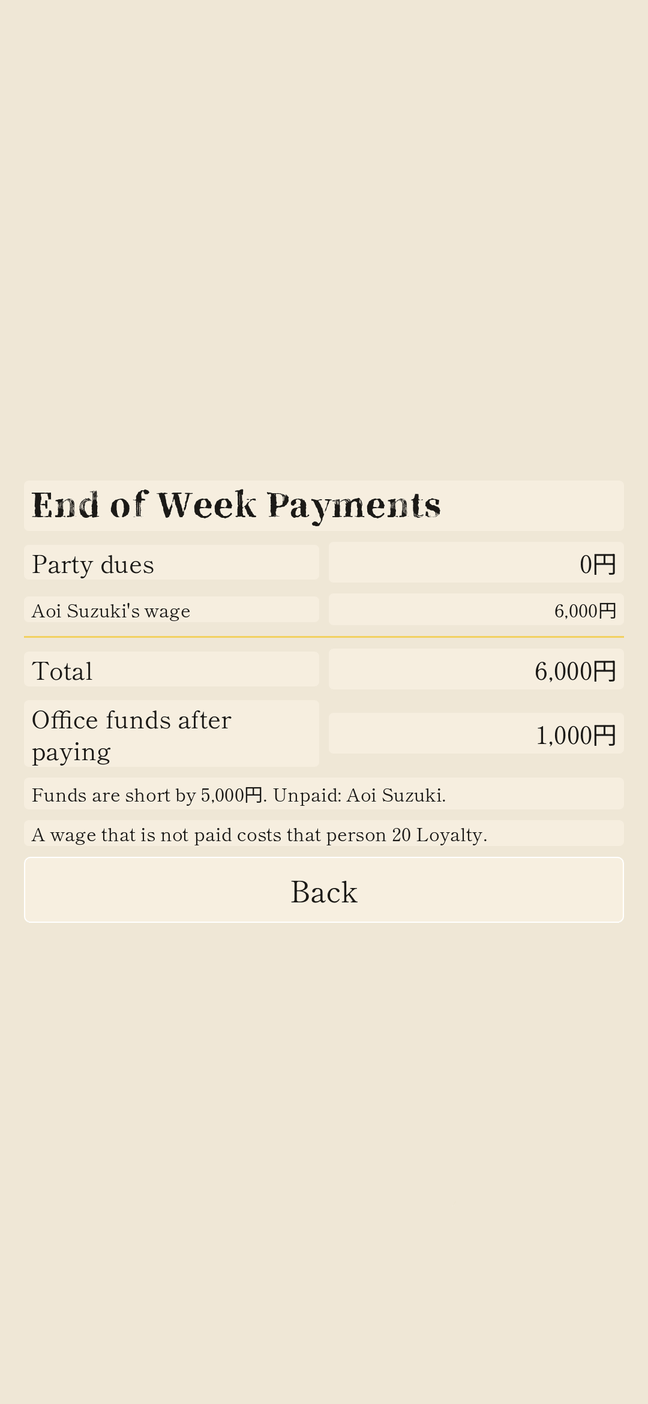 End of Week Payments
Party dues 0円
Aoi Suzuki's wage 6,000円
Total 6,000円
Office funds after
paying 1,000円
Funds are short by 5,000円. Unpaid: Aoi Suzuki.
A wage that is not paid costs that person 20 Loyalty.
Back